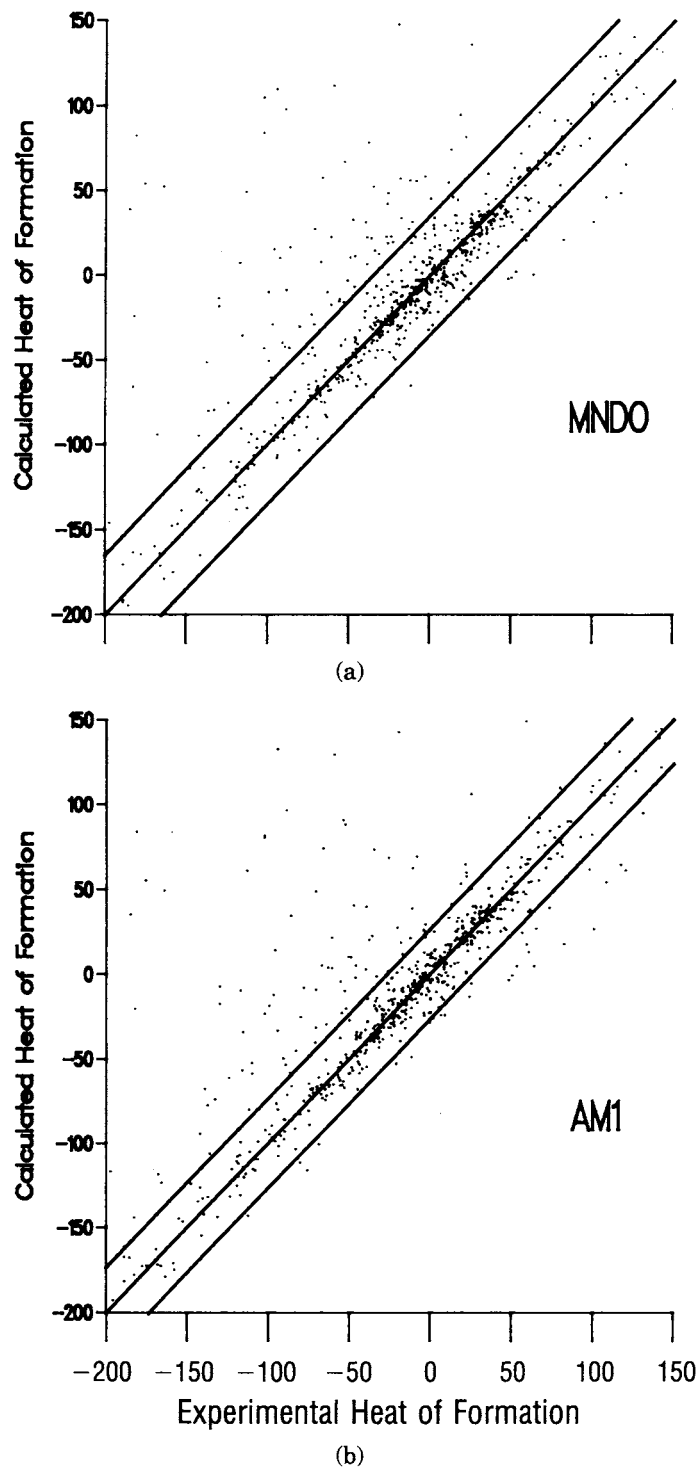 150
100
50
0
−50
−100
−150
−200
Calculated Heat of Formation
MNDO
(a)
150
100
50
0
−50
−100
−150
−200
Calculated Heat of Formation
AM1
−200 −150 −100 −50 0 50 100 150
Experimental Heat of Formation
(b)